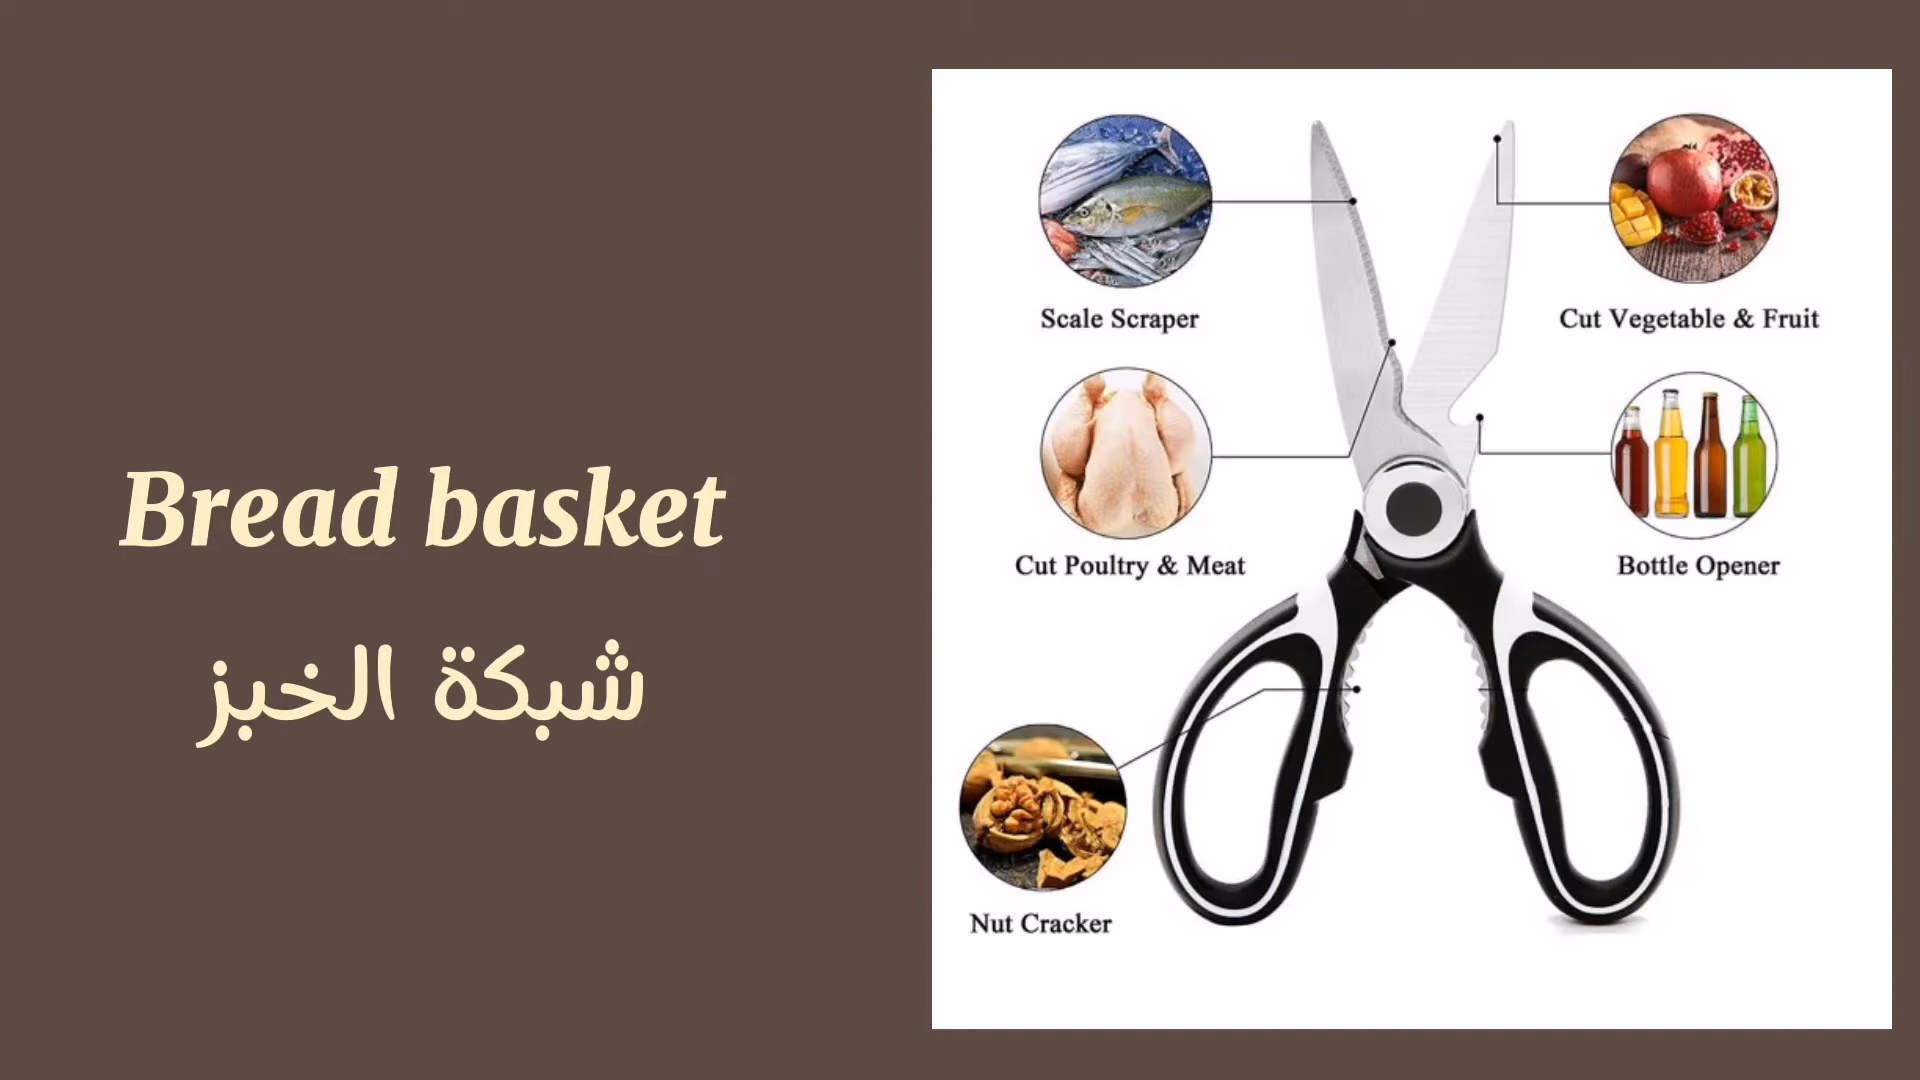 Bread basket
شبكة الخبز
Scale Scraper
Cut Vegetable & Fruit
Cut Poultry & Meat
Bottle Opener
Nut Cracker